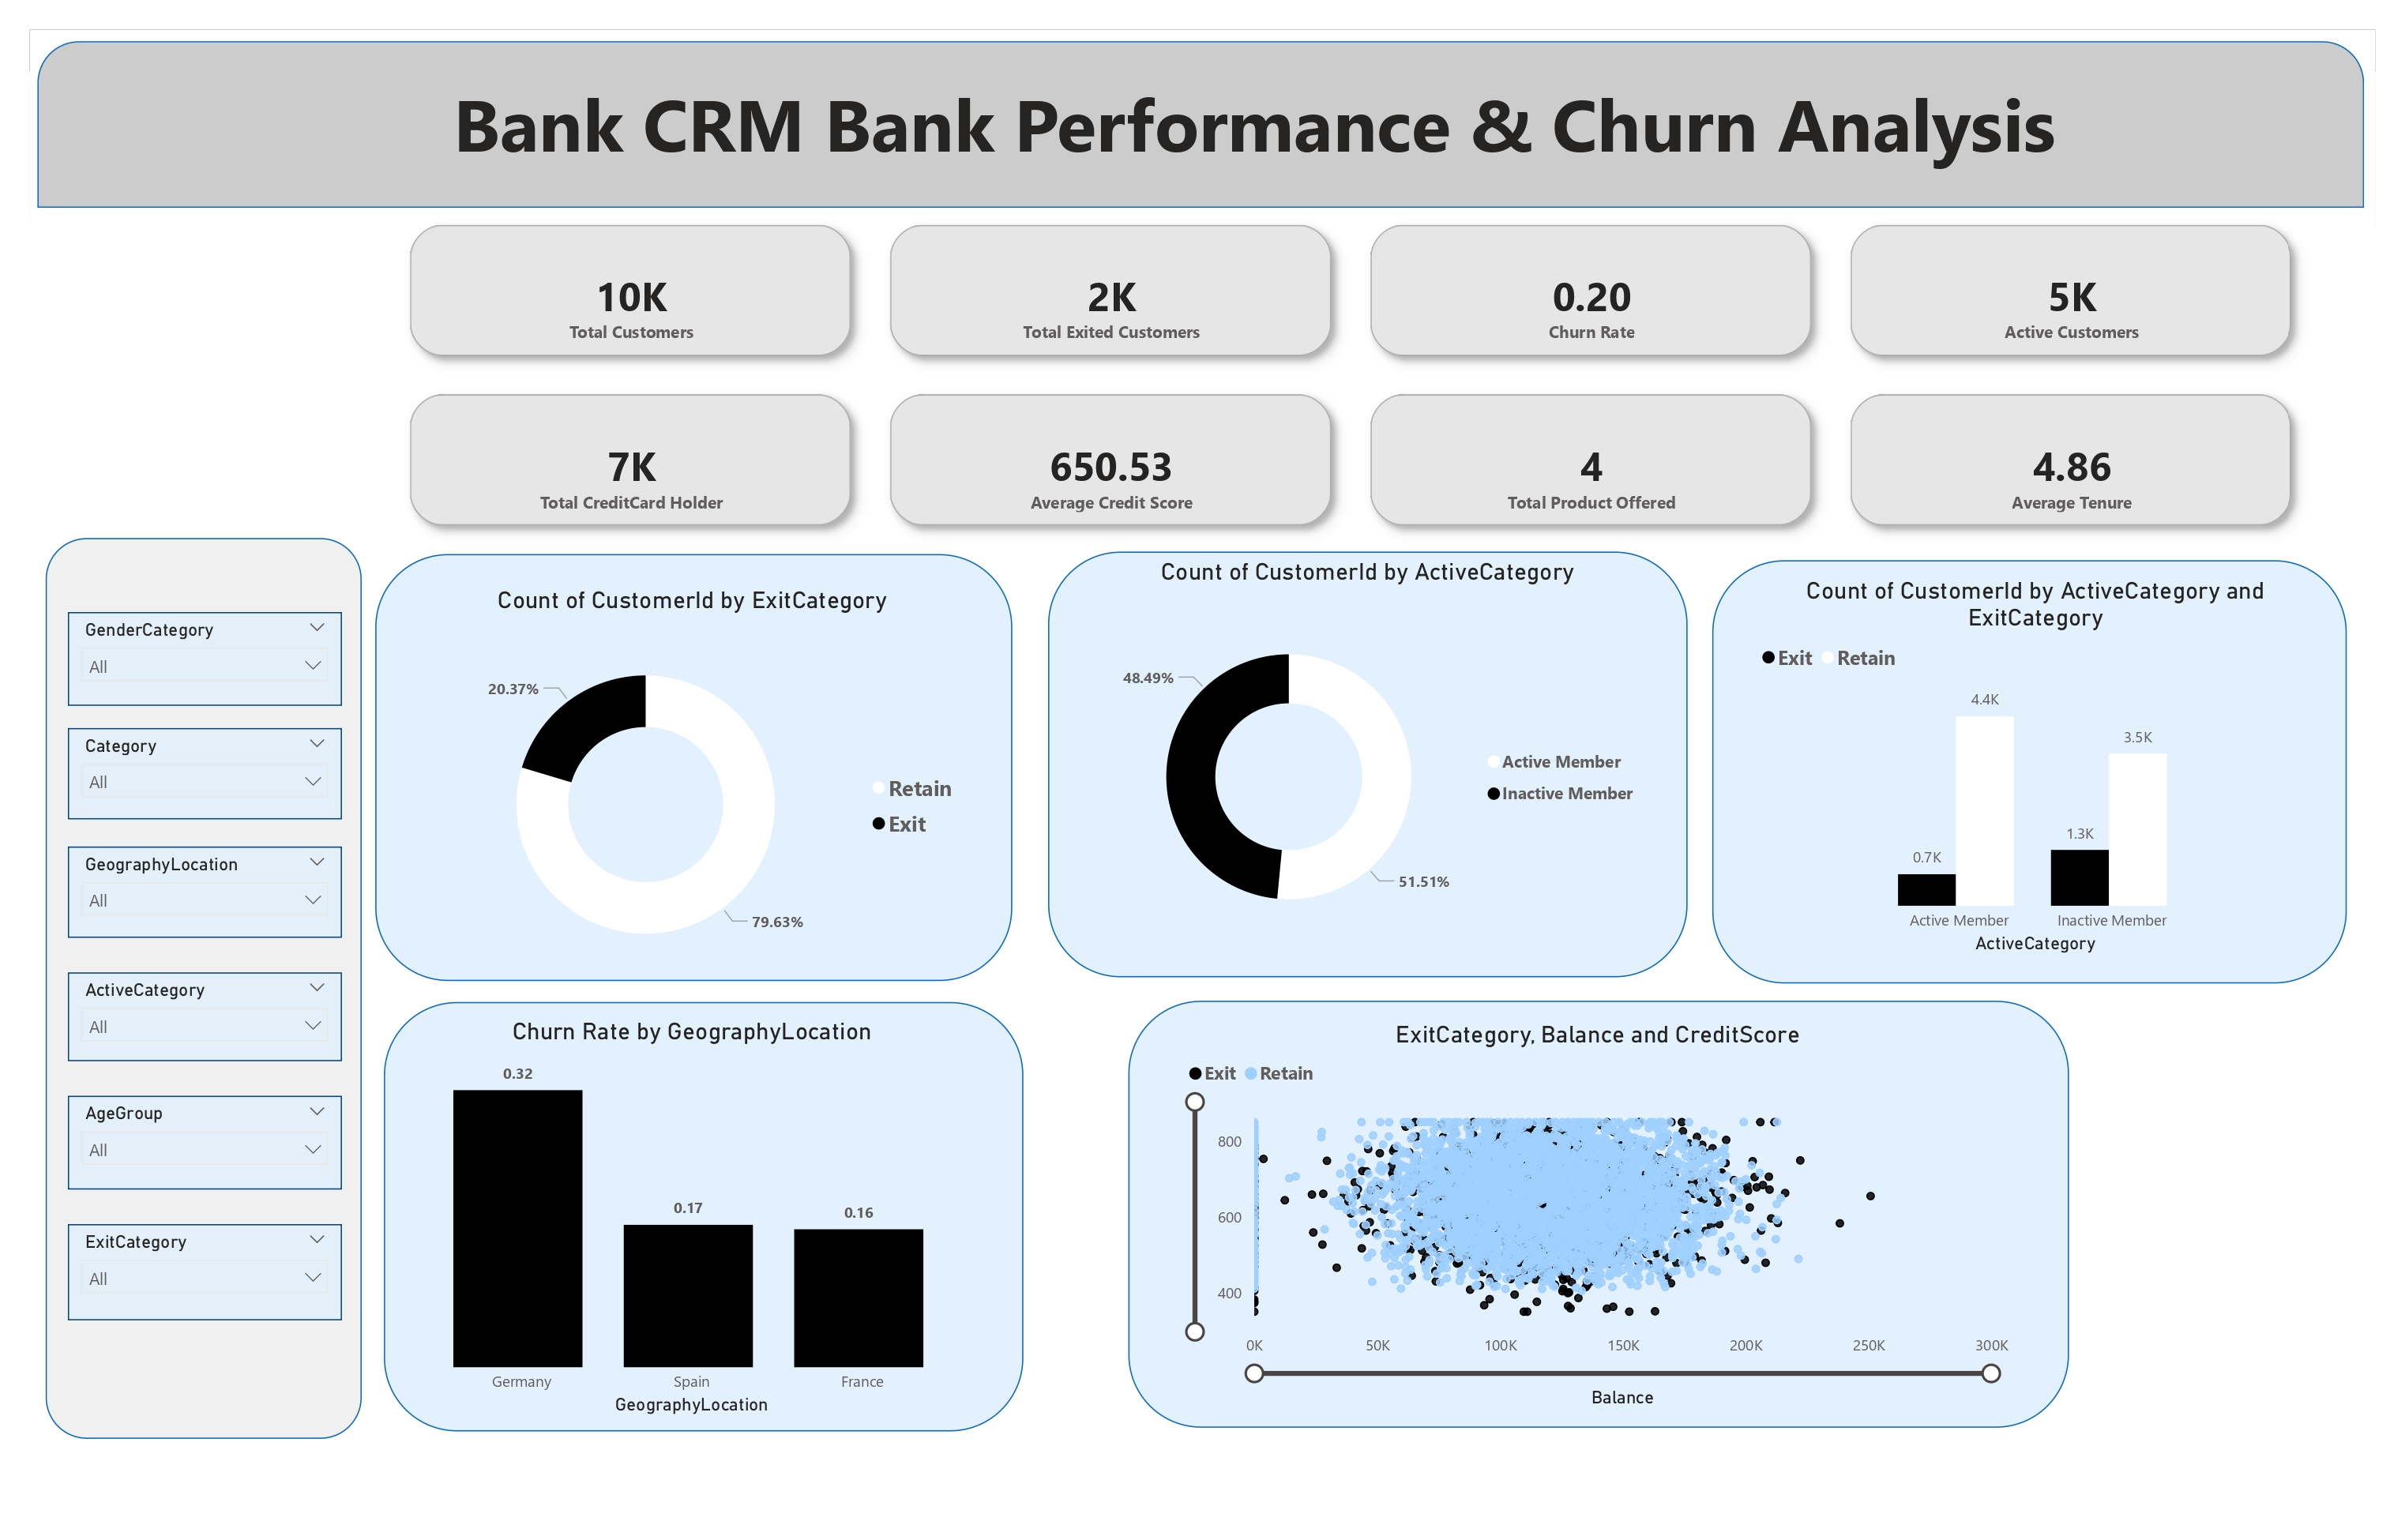 Bank CRM Bank Performance & Churn Analysis
10K
Total Customers
2K
Total Exited Customers
0.20
Churn Rate
5K
Active Customers
7K
Total CreditCard Holder
650.53
Average Credit Score
4
Total Product Offered
4.86
Average Tenure
GenderCategory
All
Category
All
GeographyLocation
All
ActiveCategory
All
AgeGroup
All
ExitCategory
All
Count of CustomerId by ExitCategory
20.37%
79.63%
Retain
Exit
Count of CustomerId by ActiveCategory
48.49%
51.51%
Active Member
Inactive Member
Count of CustomerId by ActiveCategory and
ExitCategory
Exit Retain
4.4K
3.5K
1.3K
0.7K
Active Member Inactive Member
ActiveCategory
Churn Rate by GeographyLocation
0.32
0.17
0.16
Germany Spain France
GeographyLocation
ExitCategory, Balance and CreditScore
Exit Retain
800
600
400
0K 50K 100K 150K 200K 250K 300K
Balance